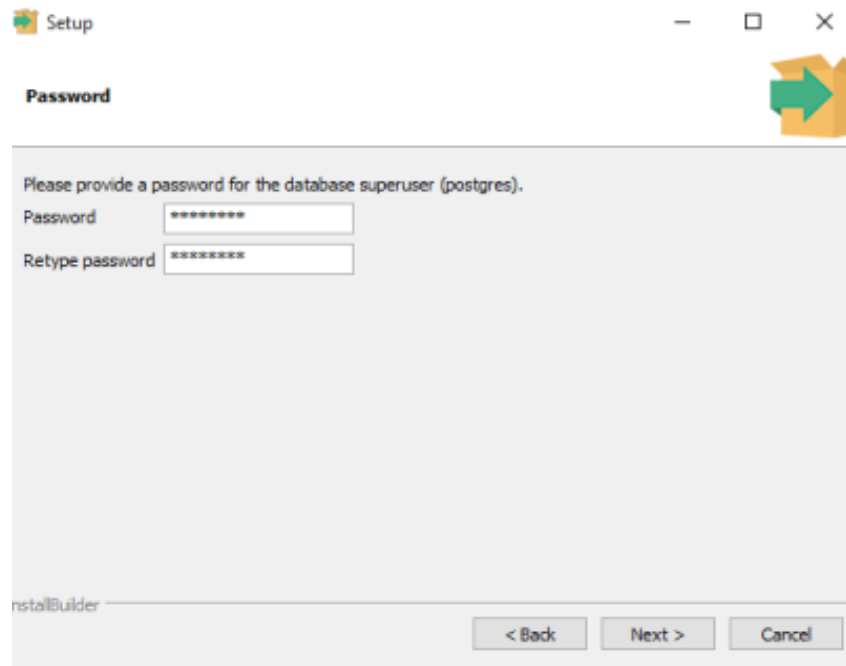 Setup
Password
Please provide a password for the database superuser (postgres).
Password ********
Retype password ********
nstallBuilder
< Back Next > Cancel